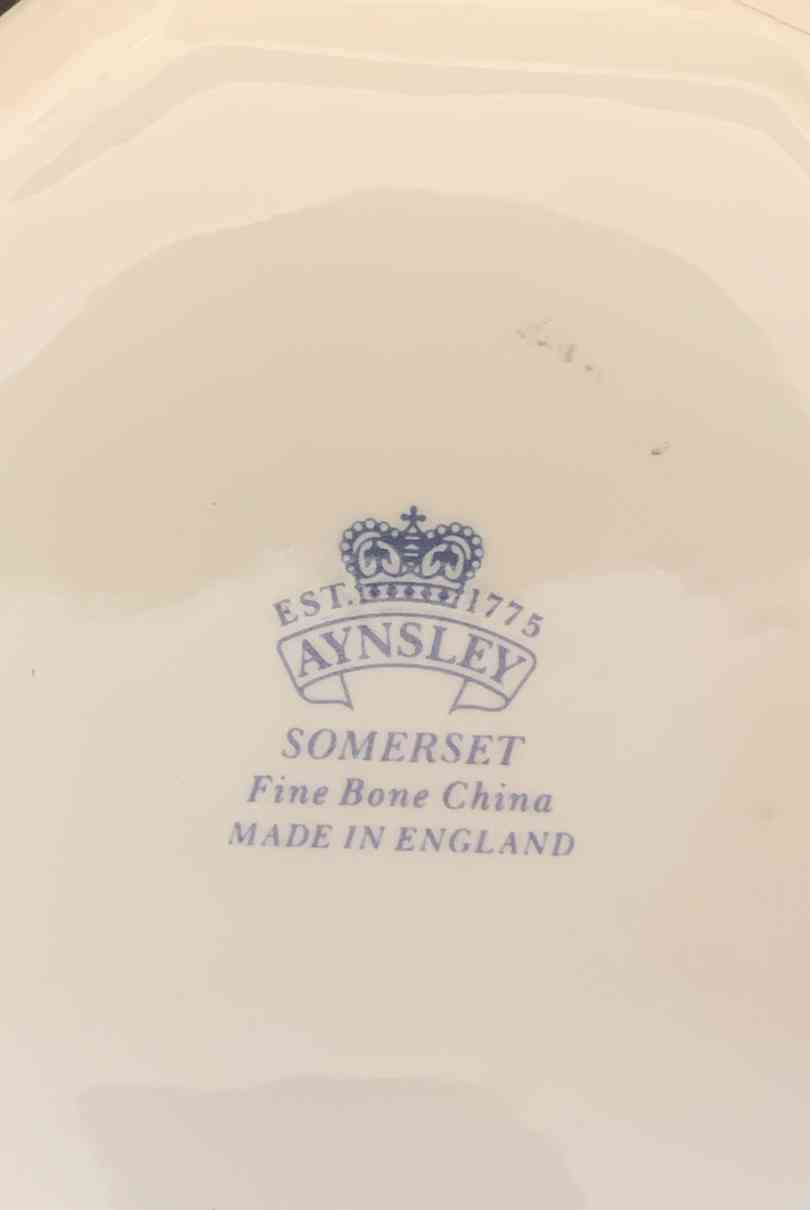 EST. 1775
AYNSLEY
SOMERSET
Fine Bone China
MADE IN ENGLAND